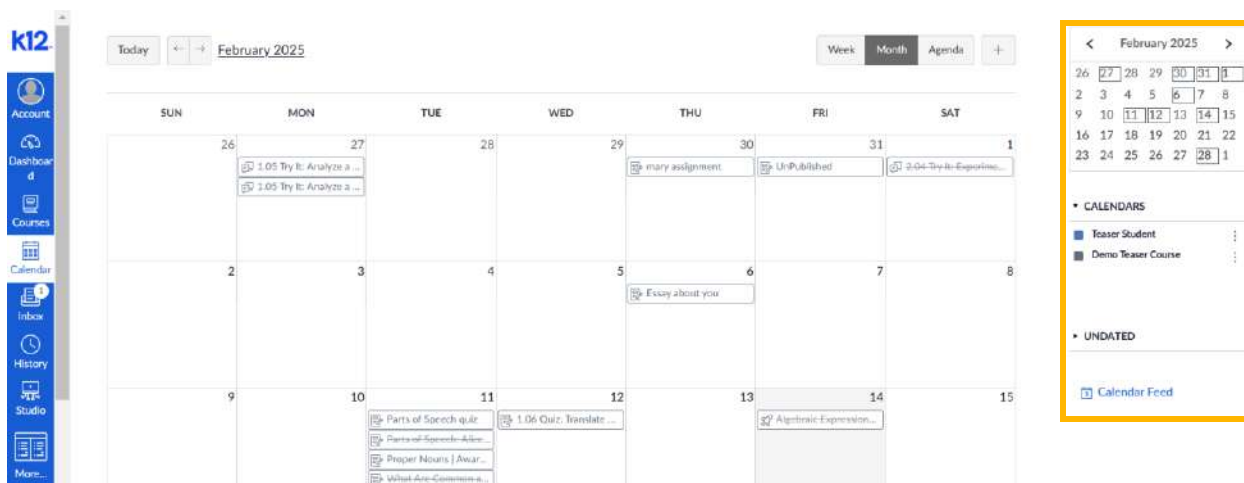 k12
Today ← → February 2025
Week Month Agenda +
SUN MON TUE WED THU FRI SAT
26 27 28 29 30 31 1
1.05 Try It: Analyze a ...
1.05 Try It: Analyze a ...
mary assignment
UnPublished
2.04 Try It: Experime...
2 3 4 5 6 7 8
Essay about you
9 10 11 12 13 14 15
Parts of Speech quiz
Parts of Speech Alice...
Proper Nouns | Awar...
What Are Common a...
1.06 Quiz: Translate ...
Algebraic Expression...
Account
Dashboar
d
Courses
Calendar
1
Inbox
History
Studio
More...
< February 2025 >
26 27 28 29 30 31 1
2 3 4 5 6 7 8
9 10 11 12 13 14 15
16 17 18 19 20 21 22
23 24 25 26 27 28 1
CALENDARS
Teaser Student
Demo Teaser Course
UNDATED
Calendar Feed